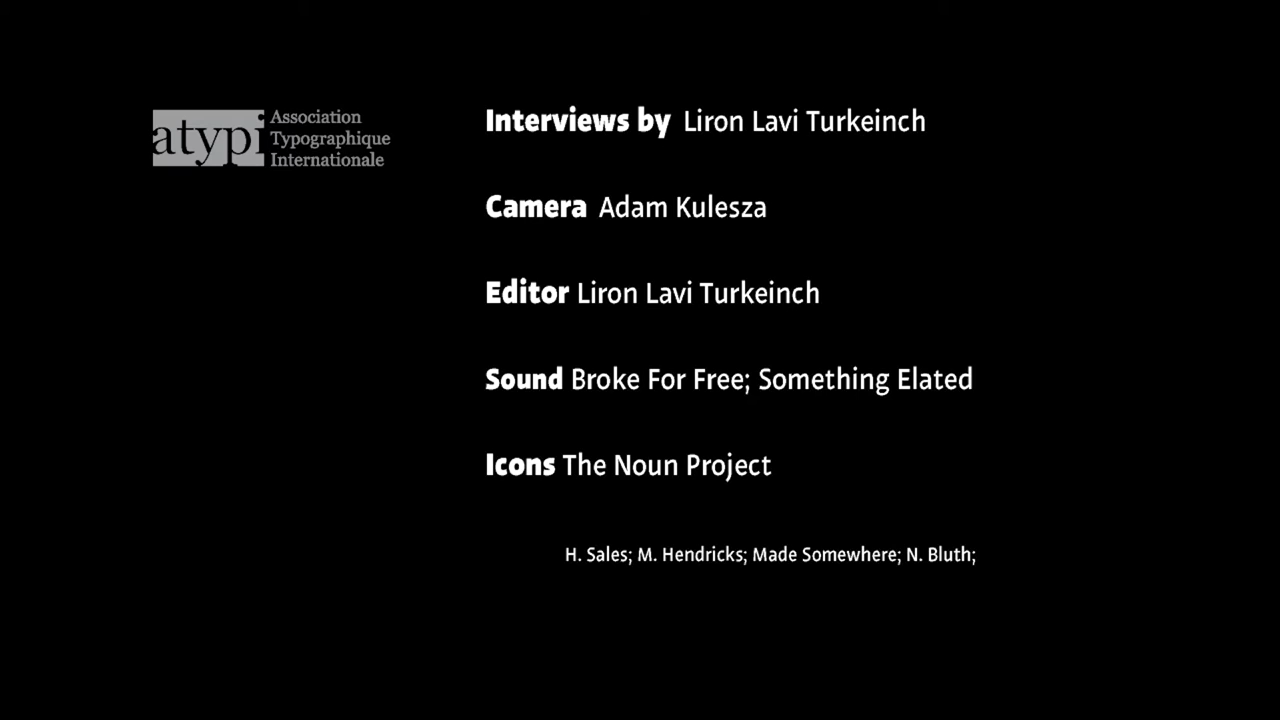 atypi
Association
Typographique
Internationale
Interviews by Liron Lavi Turkeinch
Camera Adam Kulesza
Editor Liron Lavi Turkeinch
Sound Broke For Free; Something Elated
Icons The Noun Project
H. Sales; M. Hendricks; Made Somewhere; N. Bluth;